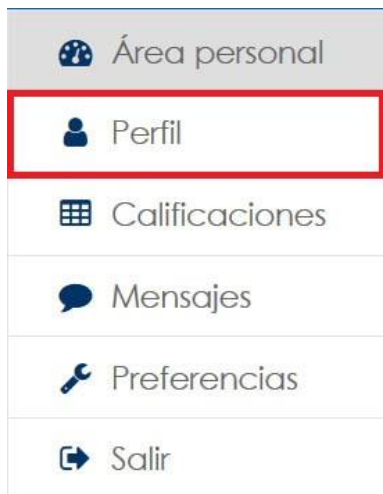 Área personal
Perfil
Calificaciones
Mensajes
Preferencias
Salir